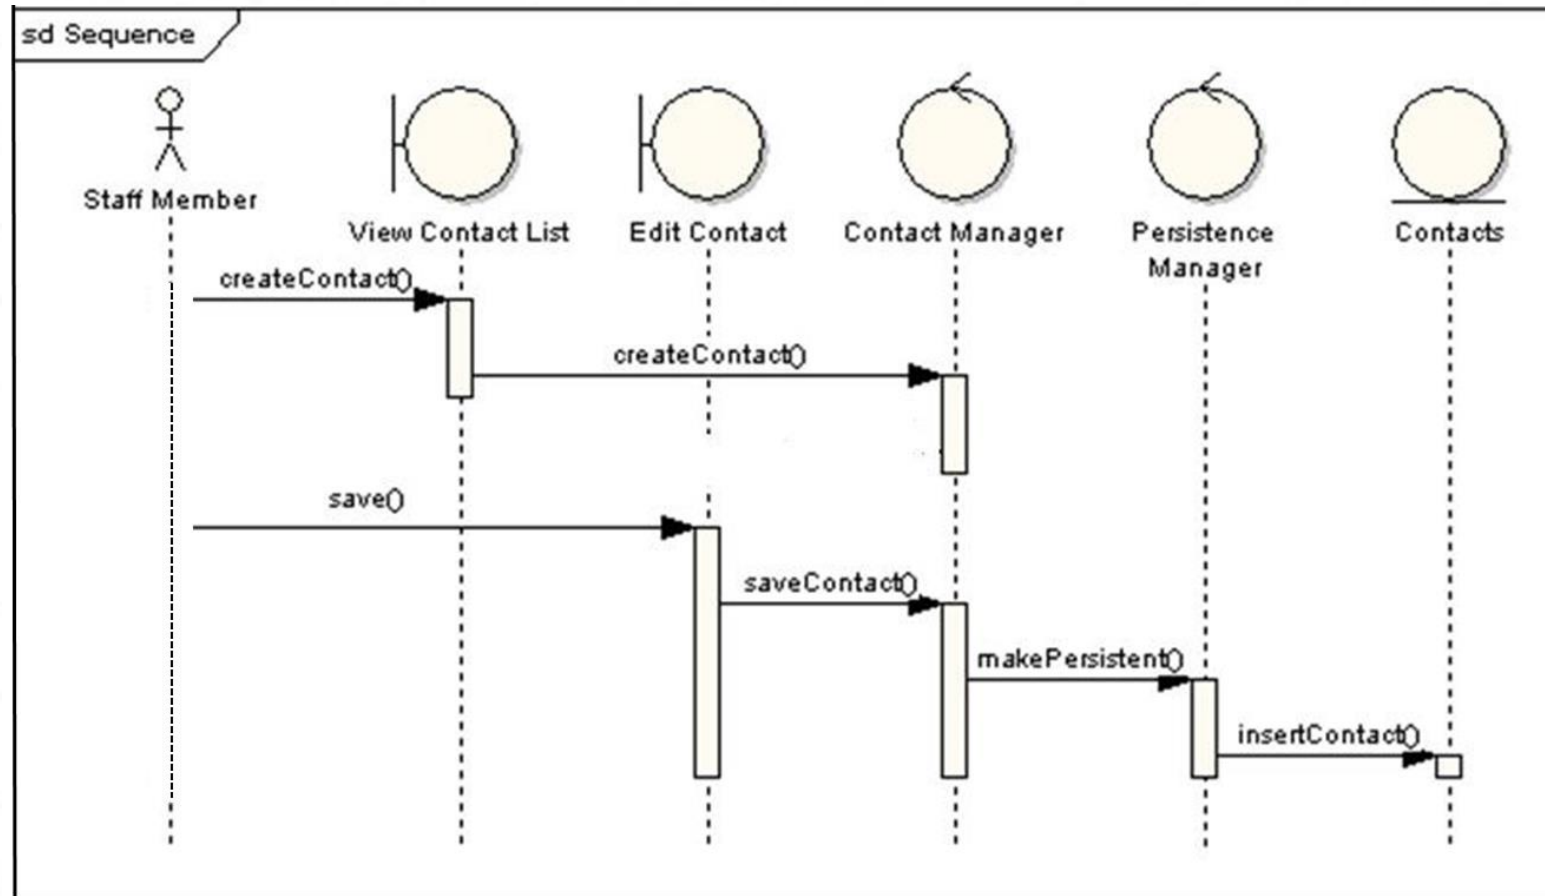 sd Sequence
Staff Member
View Contact List
Edit Contact
Contact Manager
Persistence
Manager
Contacts
createContact()
createContact()
save()
saveContact()
makePersistent()
insertContact()